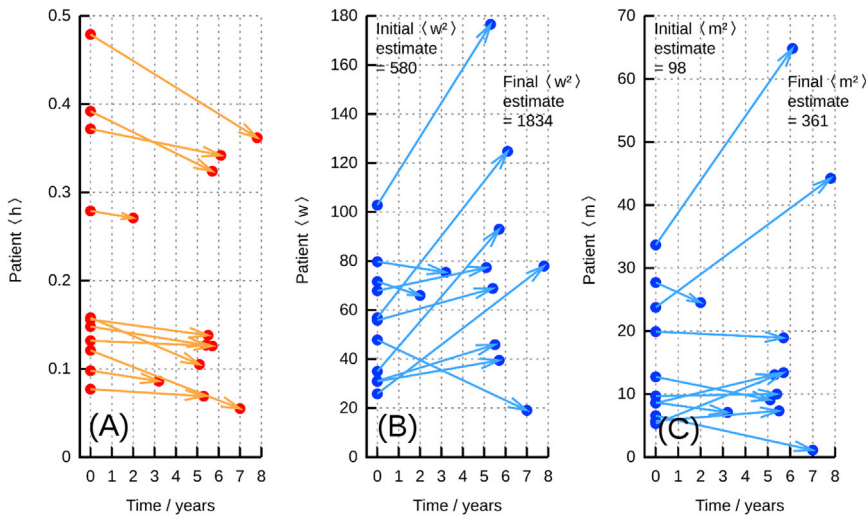 0.5
0.4
0.3
0.2
0.1
0
Patient ⟨h⟩
(A)
0 1 2 3 4 5 6 7 8
Time / years
180
160
140
120
100
80
60
40
20
0
Patient ⟨w⟩
Initial ⟨w²⟩
estimate
= 580
Final ⟨w²⟩
estimate
= 1834
(B)
0 1 2 3 4 5 6 7 8
Time / years
70
60
50
40
30
20
10
0
Patient ⟨m⟩
Initial ⟨m²⟩
estimate
= 98
Final ⟨m²⟩
estimate
= 361
(C)
0 1 2 3 4 5 6 7 8
Time / years